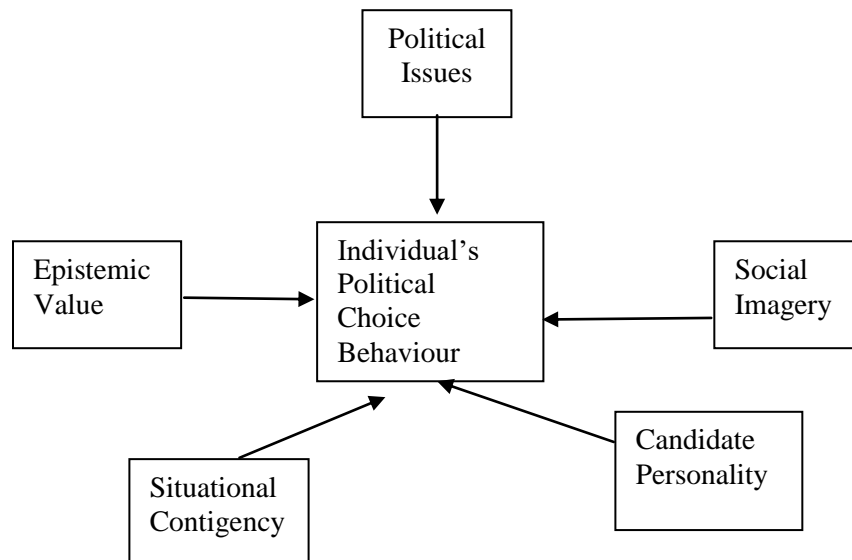 Political
Issues
Epistemic
Value
Individual’s
Political
Choice
Behaviour
Social
Imagery
Situational
Contigency
Candidate
Personality